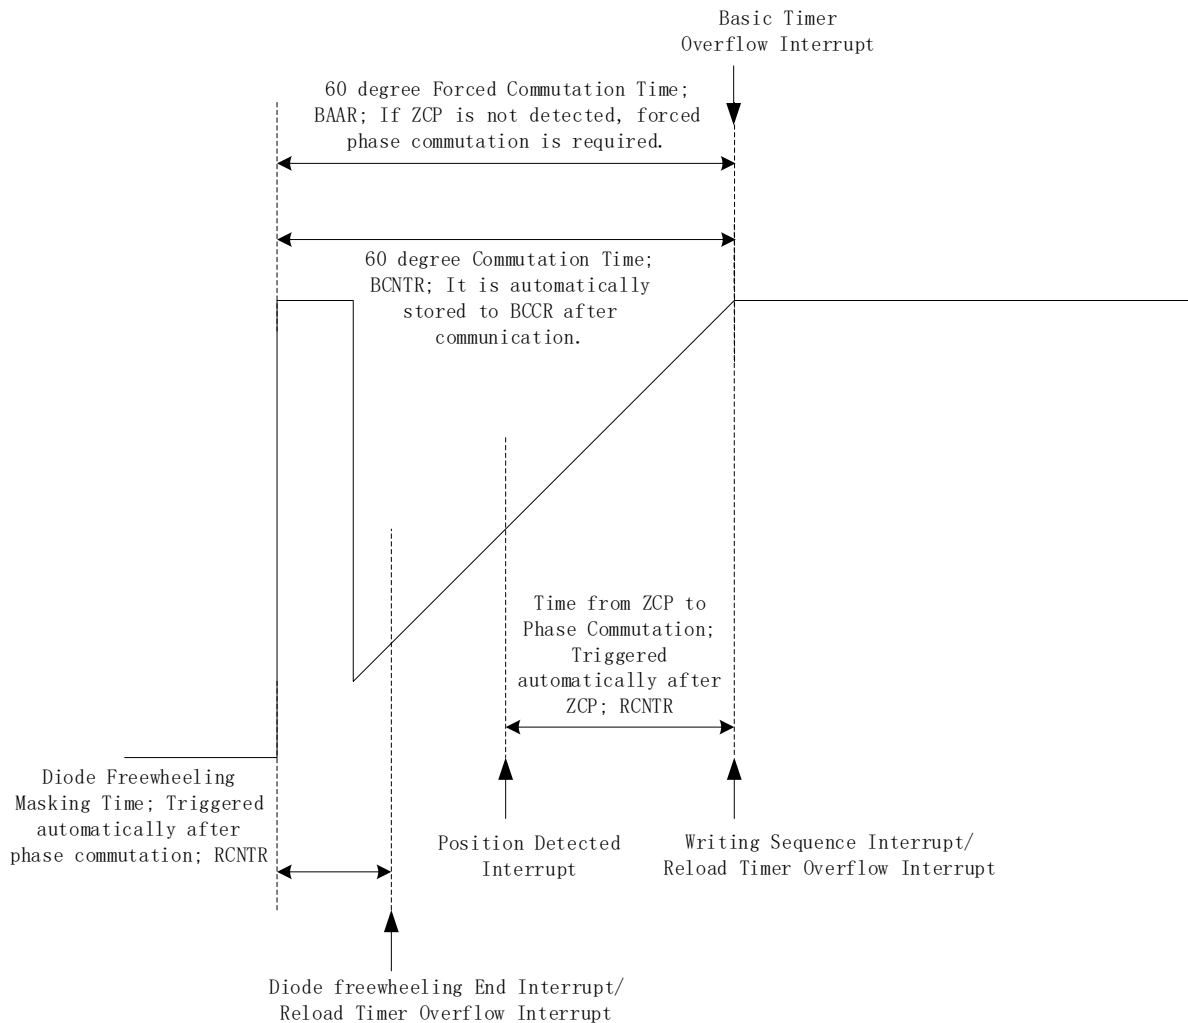 Basic Timer
Overflow Interrupt
60 degree Forced Commutation Time;
BAAR; If ZCP is not detected, forced
phase commutation is required.
60 degree Commutation Time;
BCNTR; It is automatically
stored to BCCR after
communication.
Time from ZCP to
Phase Commutation;
Triggered
automatically after
ZCP; RCNTR
Diode Freewheeling
Masking Time; Triggered
automatically after
phase commutation; RCNTR
Position Detected
Interrupt
Writing Sequence Interrupt/
Reload Timer Overflow Interrupt
Diode freewheeling End Interrupt/
Reload Timer Overflow Interrupt